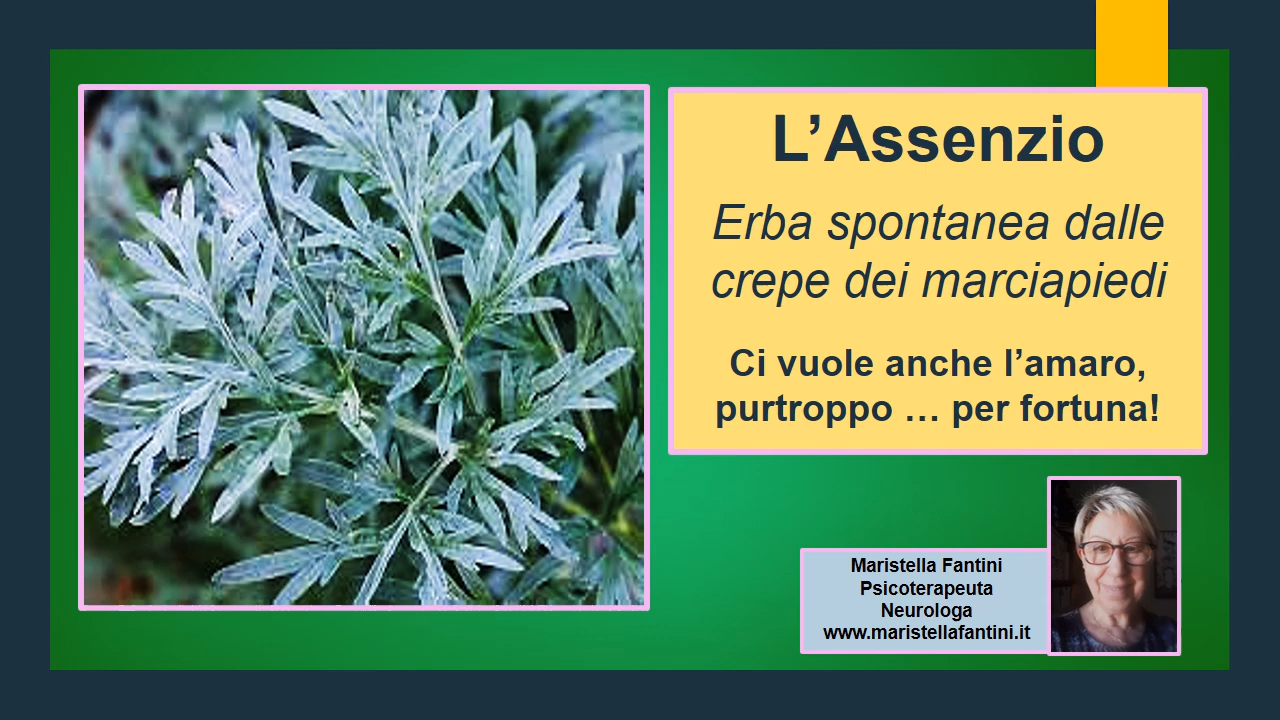 L’Assenzio
Erba spontanea dalle
crepe dei marciapiedi
Ci vuole anche l’amaro,
purtroppo … per fortuna!
Maristella Fantini
Psicoterapeuta
Neurologa
www.maristellafantini.it